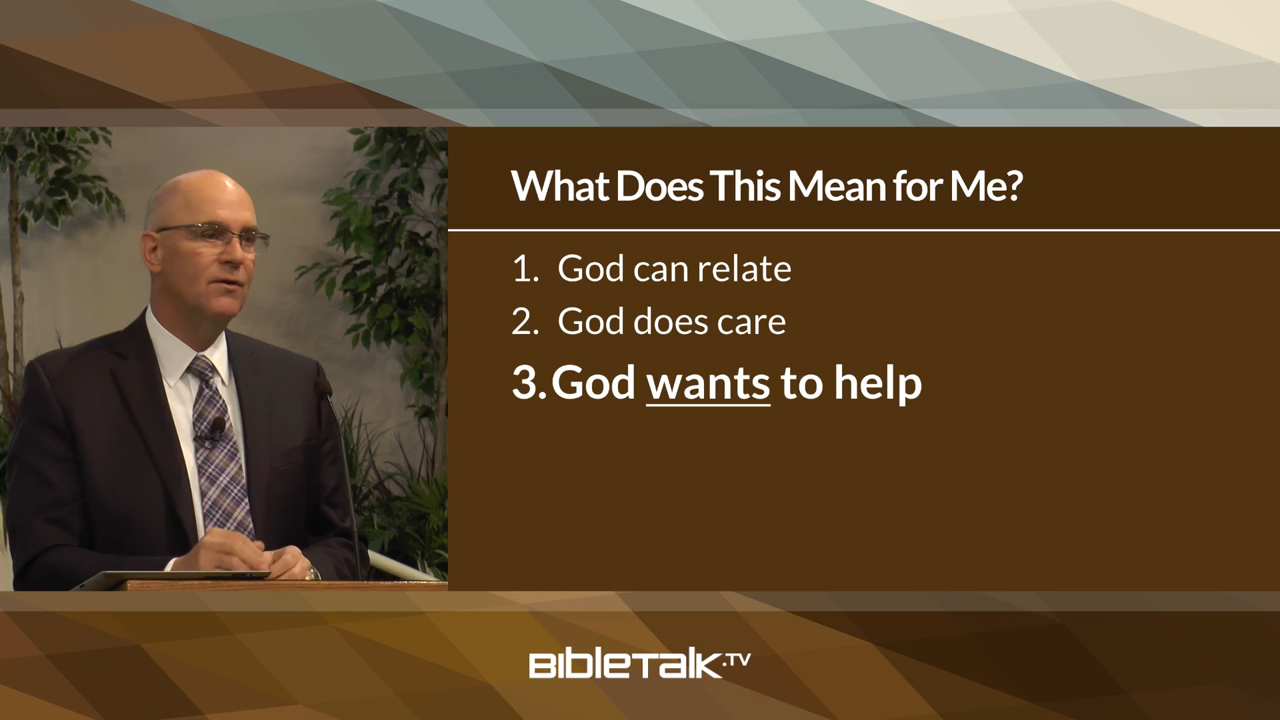 What Does This Mean for Me?
1. God can relate
2. God does care
3. God wants to help
BIBLETALK.TV